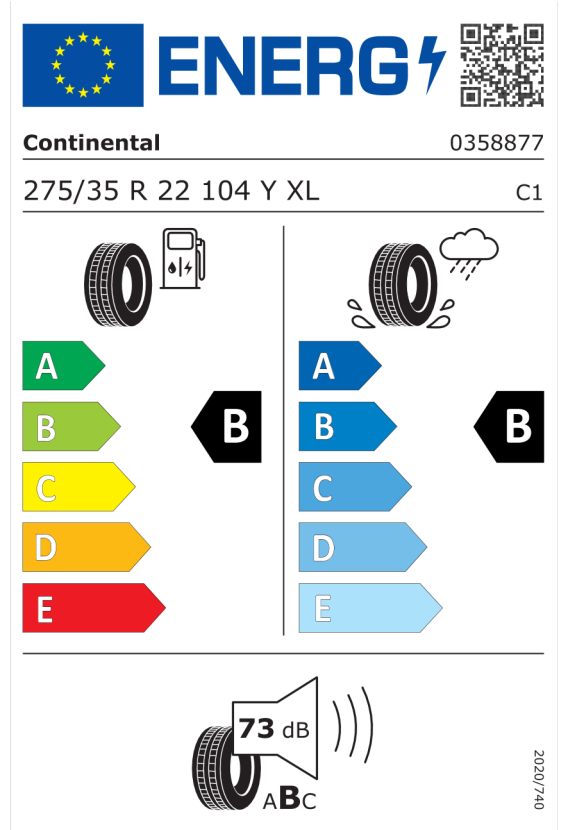 ENERG
Continental 0358877
275/35 R 22 104 Y XL C1
A
B
C
D
E
B
A
B
C
D
E
B
73 dB
ABC
2020/740